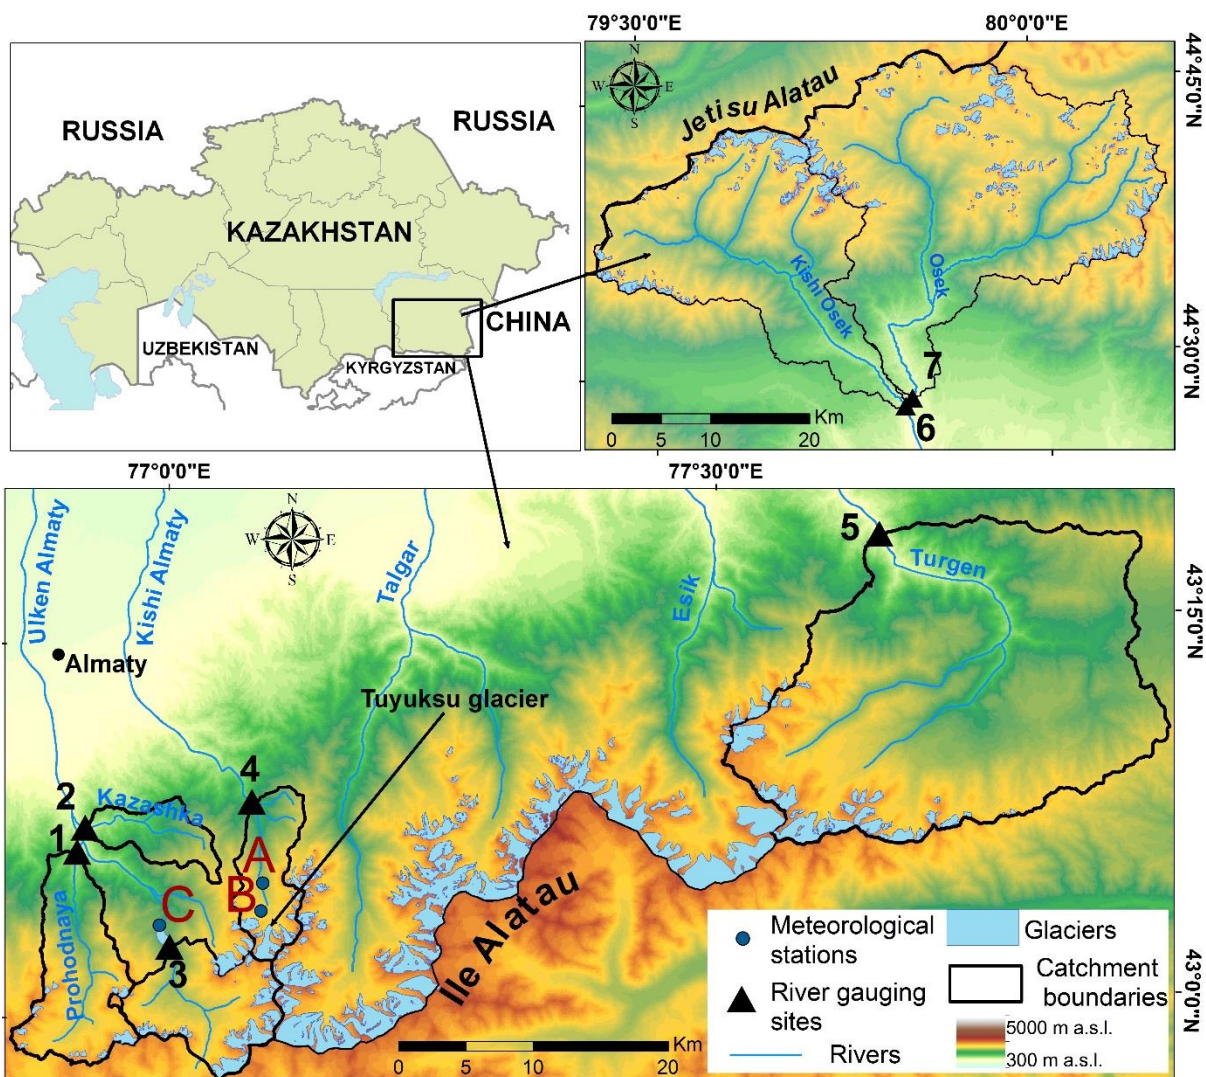 RUSSIA
RUSSIA
KAZAKHSTAN
UZBEKISTAN
KYRGYZSTAN
CHINA
79°30'0"E
80°0'0"E
44°45'0"N
44°30'0"N
N
W
E
S
Jetisu Alatau
Kishi Osek
Osek
7
6
Km
0 5 10 20
77°0'0"E
77°30'0"E
43°15'0"N
43°0'0"N
N
W
E
S
Ulken Almaty
Kishi Almaty
Talgar
Esik
Turgen
5
Almaty
Tuyuksu glacier
4
2
Kazashka
1
A
B
C
3
Prohodnaya
Ile Alatau
Km
0 5 10 20
Meteorological
stations
River gauging
sites
Rivers
Glaciers
Catchment
boundaries
5000 m a.s.l.
300 m a.s.l.